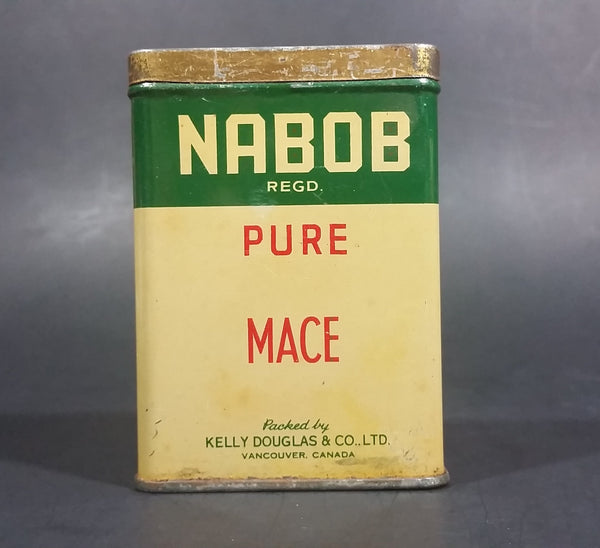 NABOB
REGD.
PURE
MACE
Packed by
KELLY DOUGLAS & CO., LTD.
VANCOUVER, CANADA